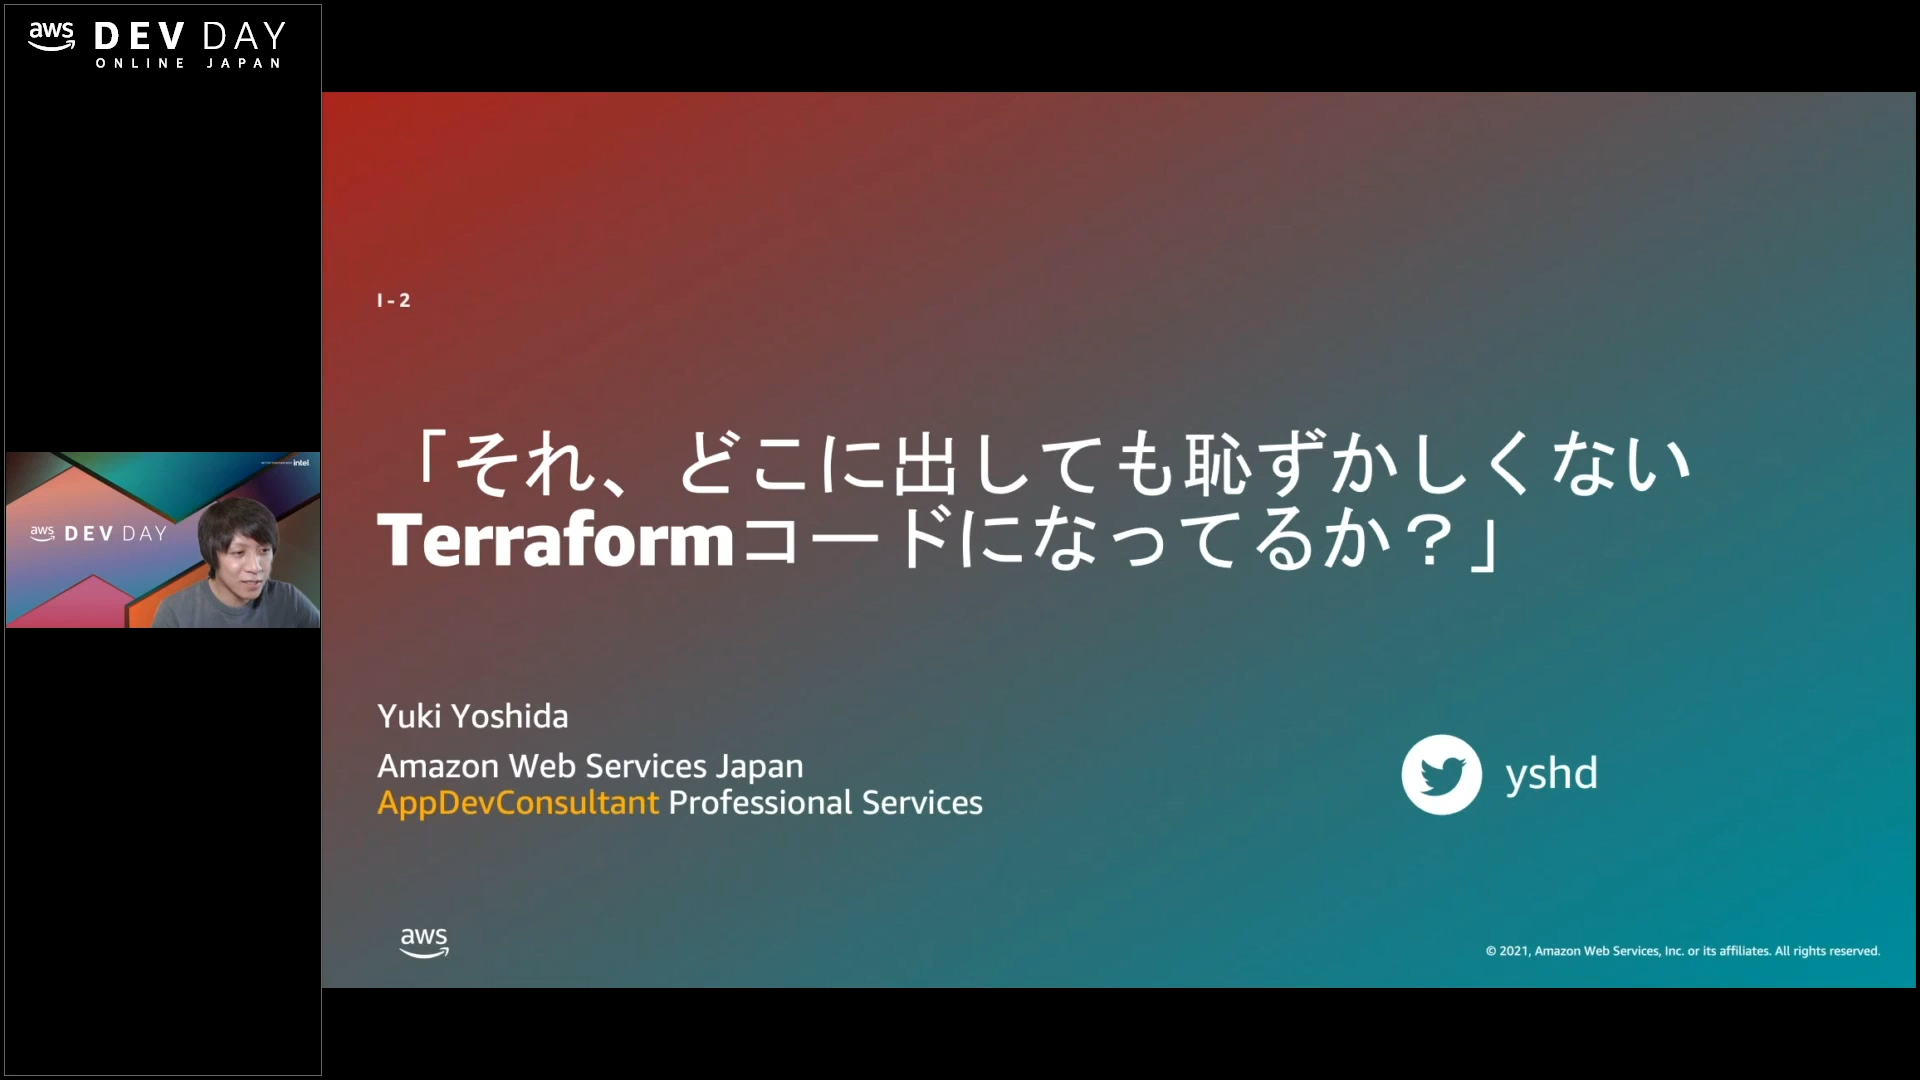 aws DEV DAY
ONLINE JAPAN
intel
aws DEV DAY
I - 2
「それ、どこに出しても恥ずかしくない
Terraformコードになってるか？」
Yuki Yoshida
Amazon Web Services Japan
AppDevConsultant Professional Services
yshd
aws
© 2021, Amazon Web Services, Inc. or its affiliates. All rights reserved.